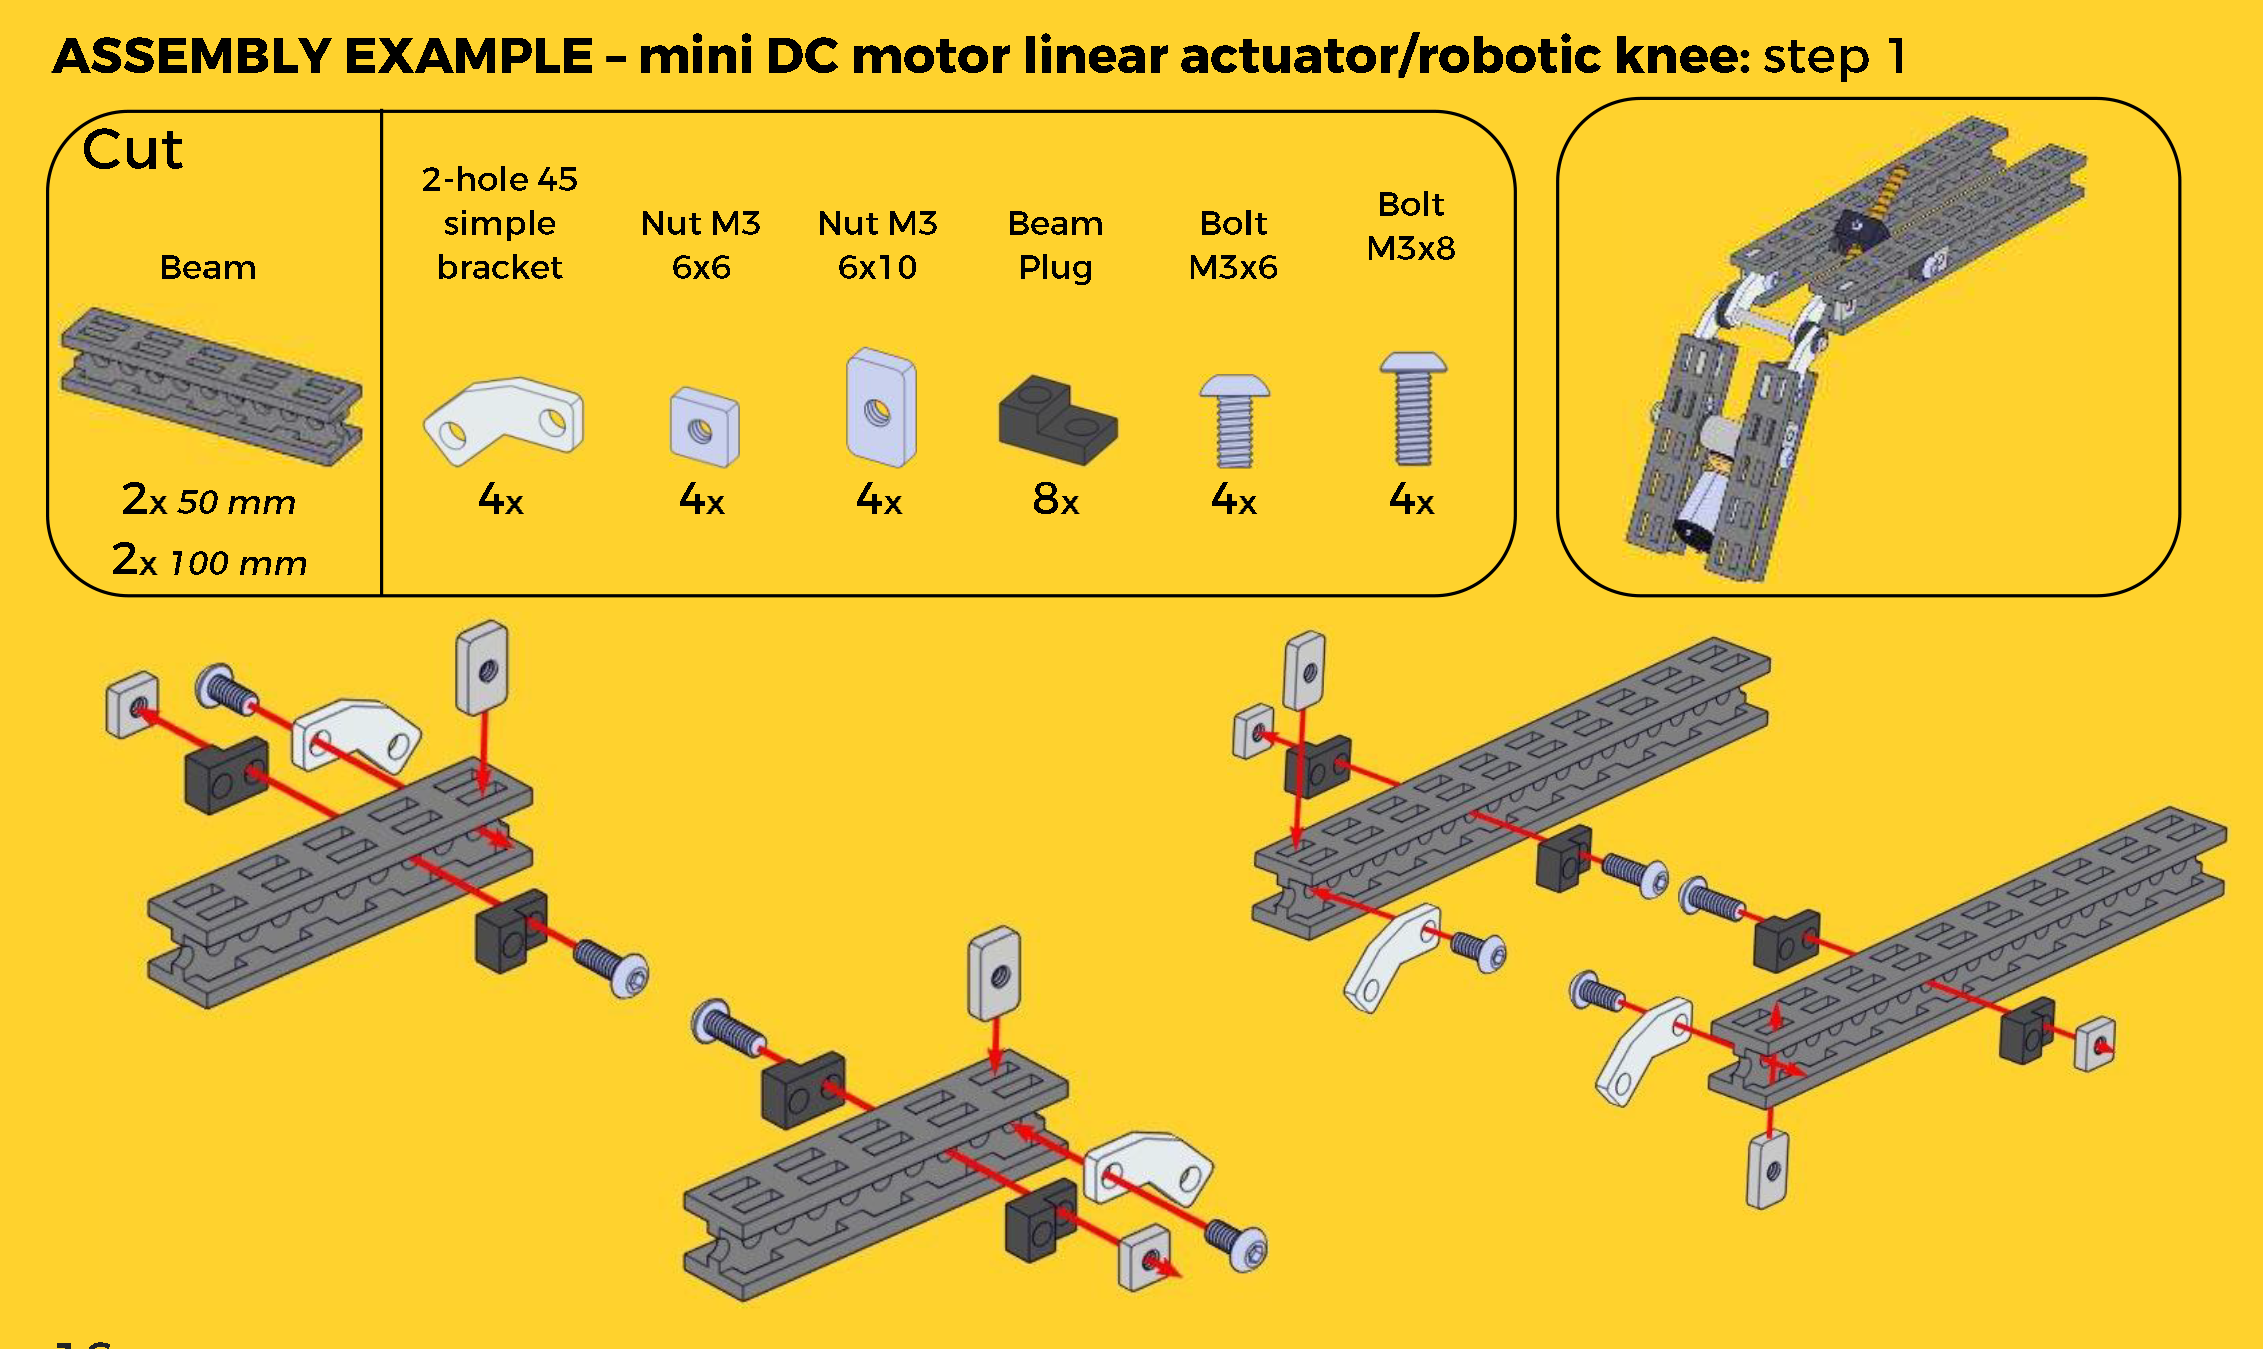 ASSEMBLY EXAMPLE – mini DC motor linear actuator/robotic knee: step 1
Cut
Beam
2x 50 mm
2x 100 mm
2-hole 45
simple
bracket
4x
Nut M3
6x6
4x
Nut M3
6x10
4x
Beam
Plug
8x
Bolt
M3x6
4x
Bolt
M3x8
4x